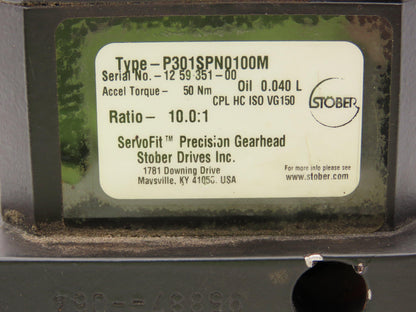 Type-P301SPN0100M
Serial No.-12 59 351-00
Accel Torque- 50 Nm Oil 0.040 L
CPL HC ISO VG150
STÖBER
Ratio- 10.0:1
ServoFit™ Precision Gearhead
Stober Drives Inc.
1781 Downing Drive
Maysville, KY 41056. USA
For more info please see
www.stober.com